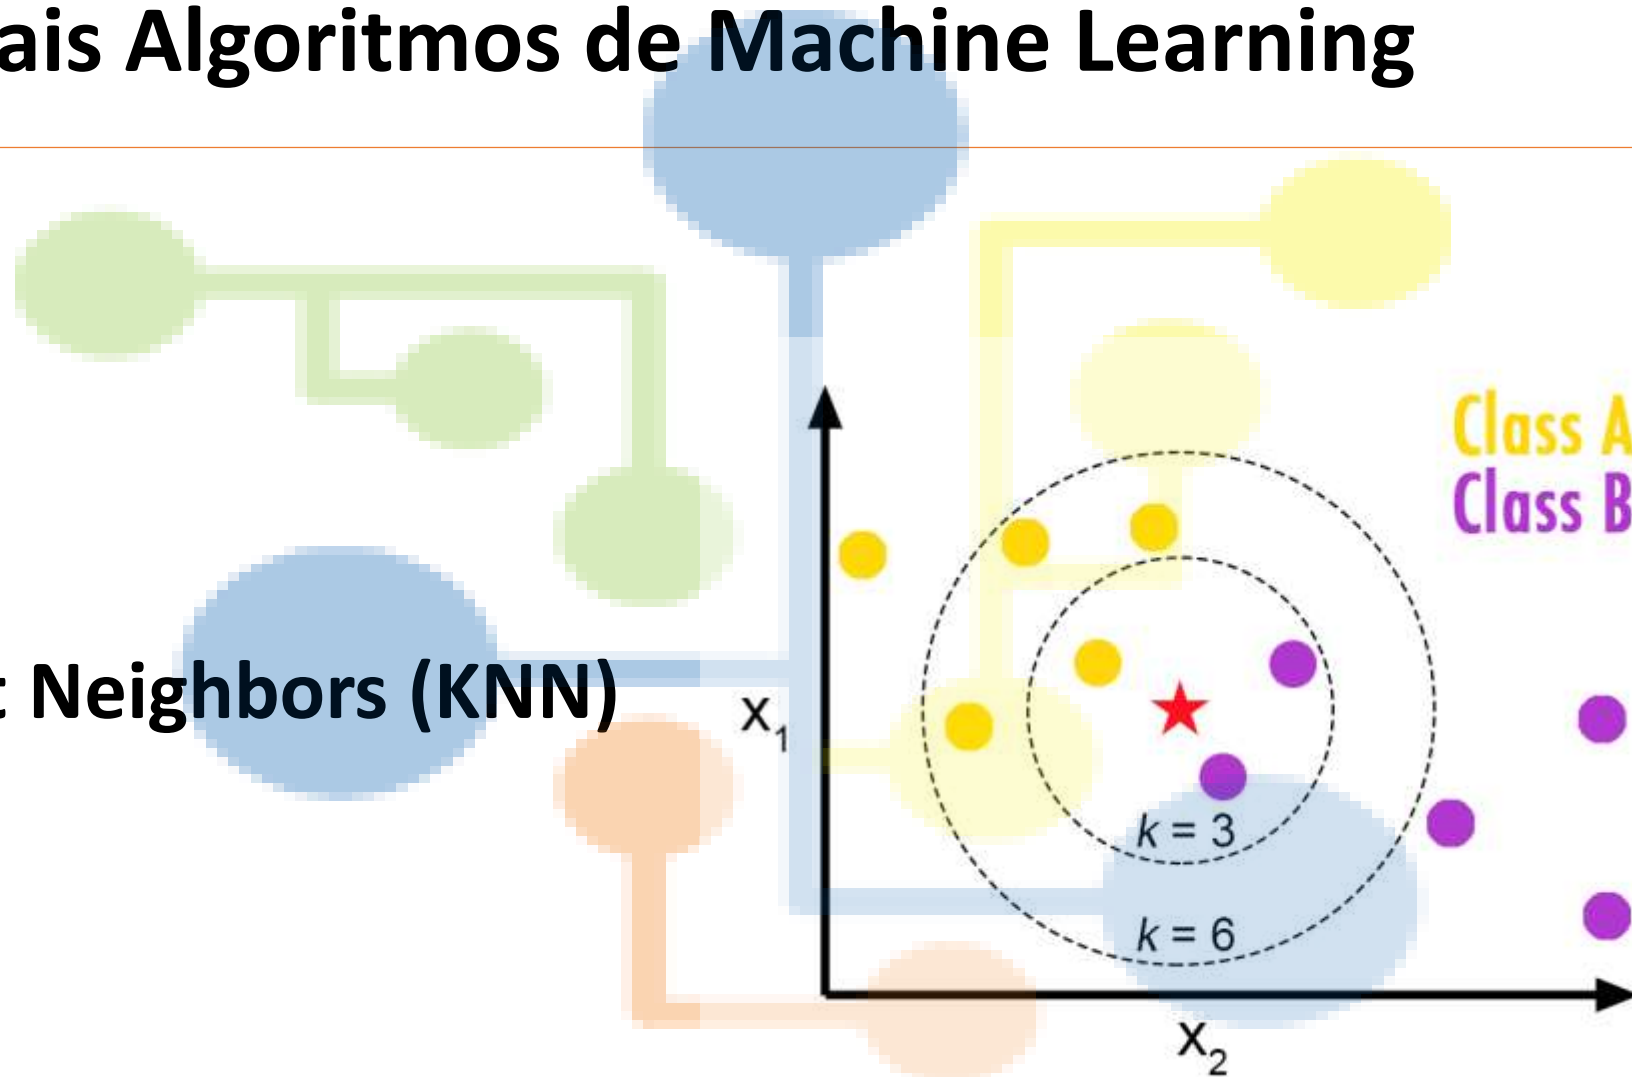 ais Algoritmos de Machine Learning
Class A
Class B
t Neighbors (KNN)
x1
k = 3
k = 6
x2